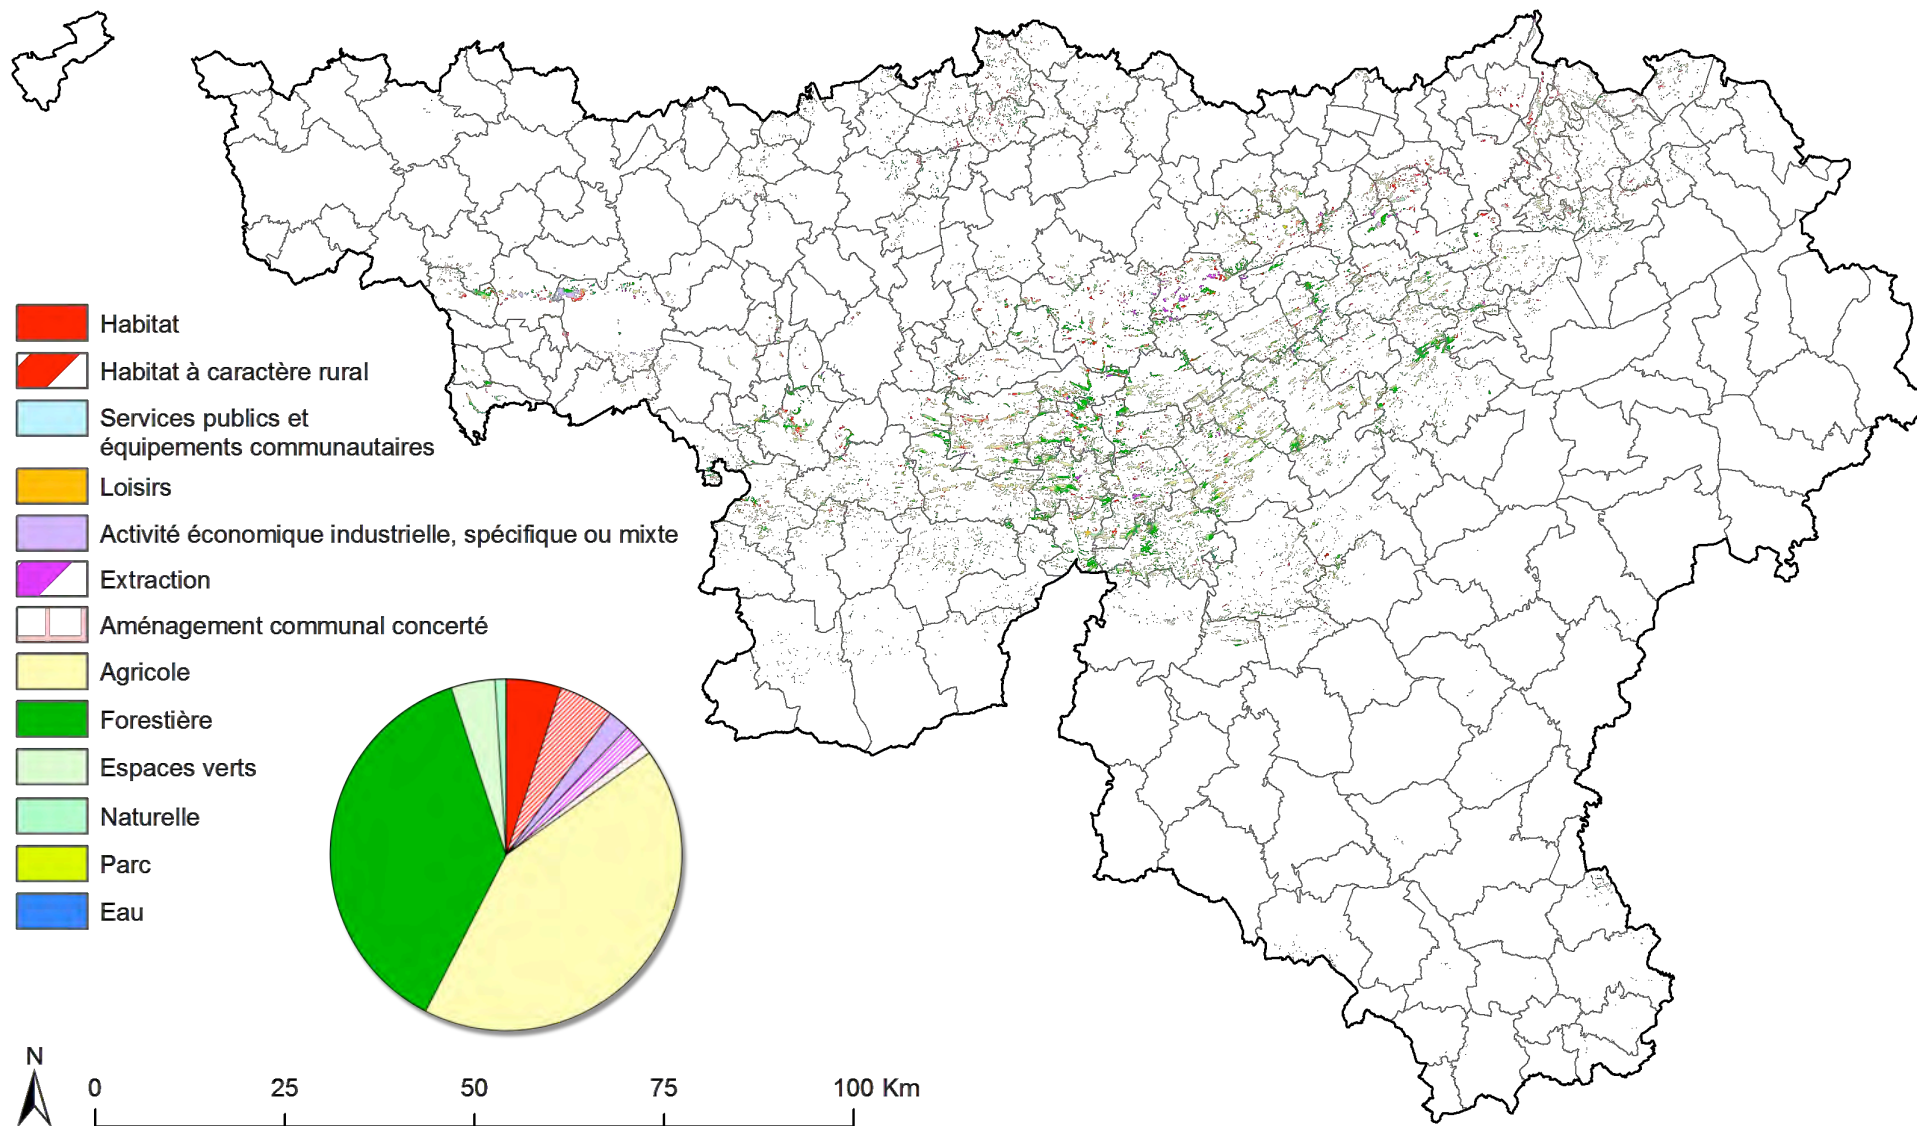 Habitat
Habitat à caractère rural
Services publics et
équipements communautaires
Loisirs
Activité économique industrielle, spécifique ou mixte
Extraction
Aménagement communal concerté
Agricole
Forestière
Espaces verts
Naturelle
Parc
Eau
N
0 25 50 75 100 Km